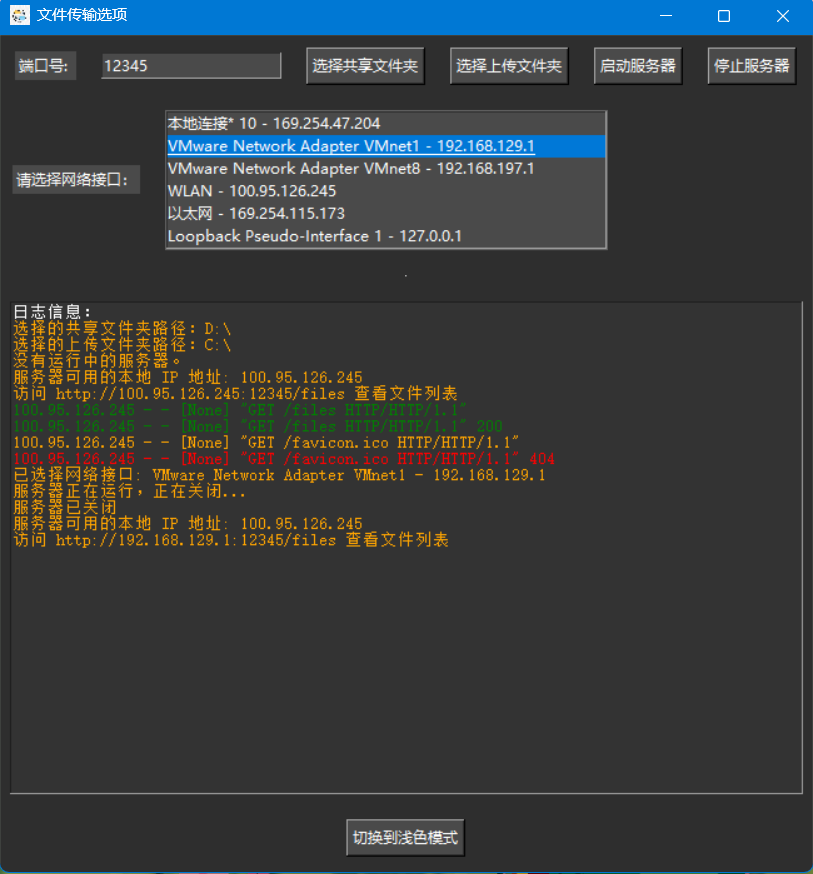 文件传输选项
端口号: 12345 选择共享文件夹 选择上传文件夹 启动服务器 停止服务器
本地连接* 10 - 169.254.47.204
VMware Network Adapter VMnet1 - 192.168.129.1
VMware Network Adapter VMnet8 - 192.168.197.1
请选择网络接口：
WLAN - 100.95.126.245
以太网 - 169.254.115.173
Loopback Pseudo-Interface 1 - 127.0.0.1
日志信息：
选择的共享文件夹路径：D:\
选择的上传文件夹路径：C:\
没有运行中的服务器。
服务器可用的本地 IP 地址: 100.95.126.245
访问 http://100.95.126.245:12345/files 查看文件列表
100.95.126.245 - - [None] "GET /files HTTP/HTTP/1.1"
100.95.126.245 - - [None] "GET /files HTTP/HTTP/1.1" 200
100.95.126.245 - - [None] "GET /favicon.ico HTTP/HTTP/1.1"
100.95.126.245 - - [None] "GET /favicon.ico HTTP/HTTP/1.1" 404
已选择网络接口: VMware Network Adapter VMnet1 - 192.168.129.1
服务器正在运行，正在关闭...
服务器已关闭
服务器可用的本地 IP 地址: 100.95.126.245
访问 http://192.168.129.1:12345/files 查看文件列表
切换到浅色模式